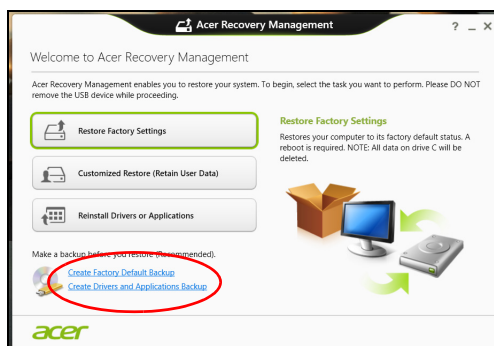 Acer Recovery Management
? _ X
Welcome to Acer Recovery Management
Acer Recovery Management enables you to restore your system. To begin, select the task you want to perform. Please DO NOT
remove the USB device while proceeding.
Restore Factory Settings
Customized Restore (Retain User Data)
Reinstall Drivers or Applications
Restore Factory Settings
Restores your computer to its factory default status. A
reboot is required. NOTE: All data on drive C will be
deleted.
Make a backup before you restore (Recommended).
Create Factory Default Backup
Create Drivers and Applications Backup
acer